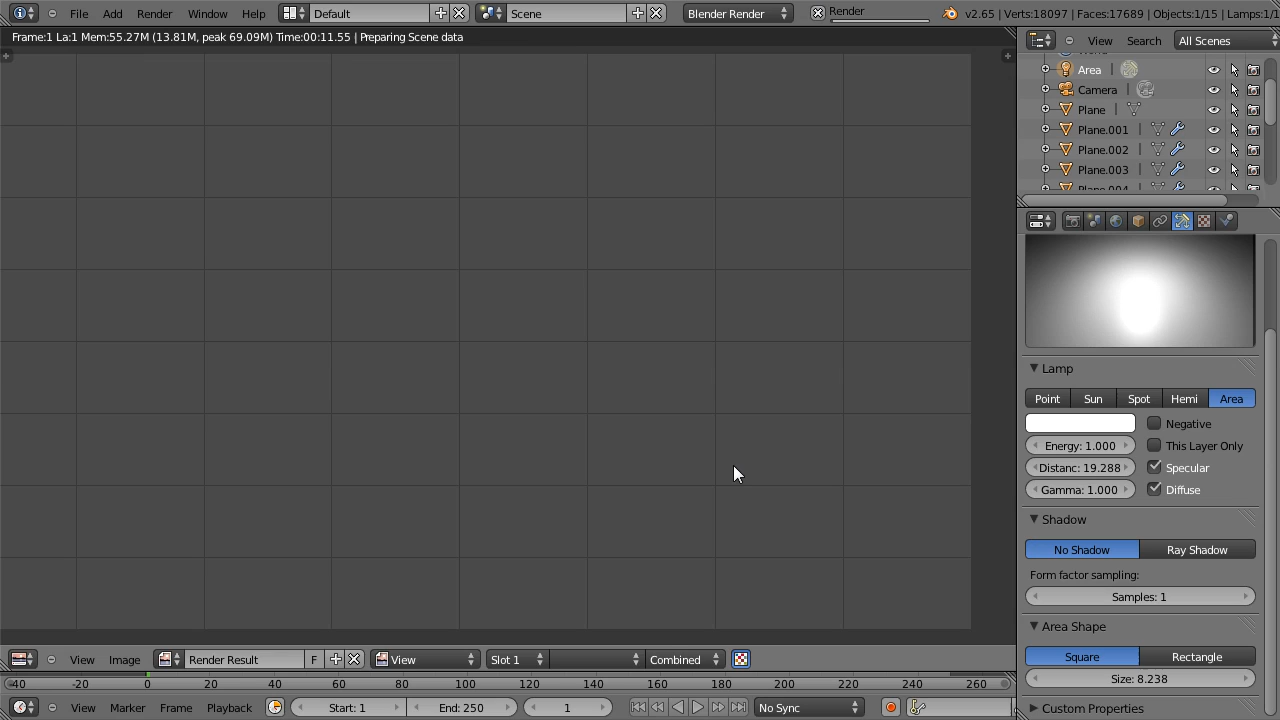 File Add Render Window Help Default Scene Blender Render Render v2.65 | Verts:18097 | Faces:17689 | Objects:1/15 | Lamps:1/1
Frame:1 La:1 Mem:55.27M (13.81M, peak 69.09M) Time:00:11.55 | Preparing Scene data
View Search All Scenes
Area
Camera
Plane
Plane.001
Plane.002
Plane.003
Plane.004
Lamp
Point Sun Spot Hemi Area
Negative
Energy: 1.000 This Layer Only
Distanc: 19.288 Specular
Gamma: 1.000 Diffuse
Shadow
No Shadow Ray Shadow
Form factor sampling:
Samples: 1
Area Shape
Square Rectangle
Size: 8.238
Custom Properties
View Image Render Result F View Slot 1 Combined
-40 -20 0 20 40 60 80 100 120 140 160 180 200 220 240 260
View Marker Frame Playback Start: 1 End: 250 1 No Sync